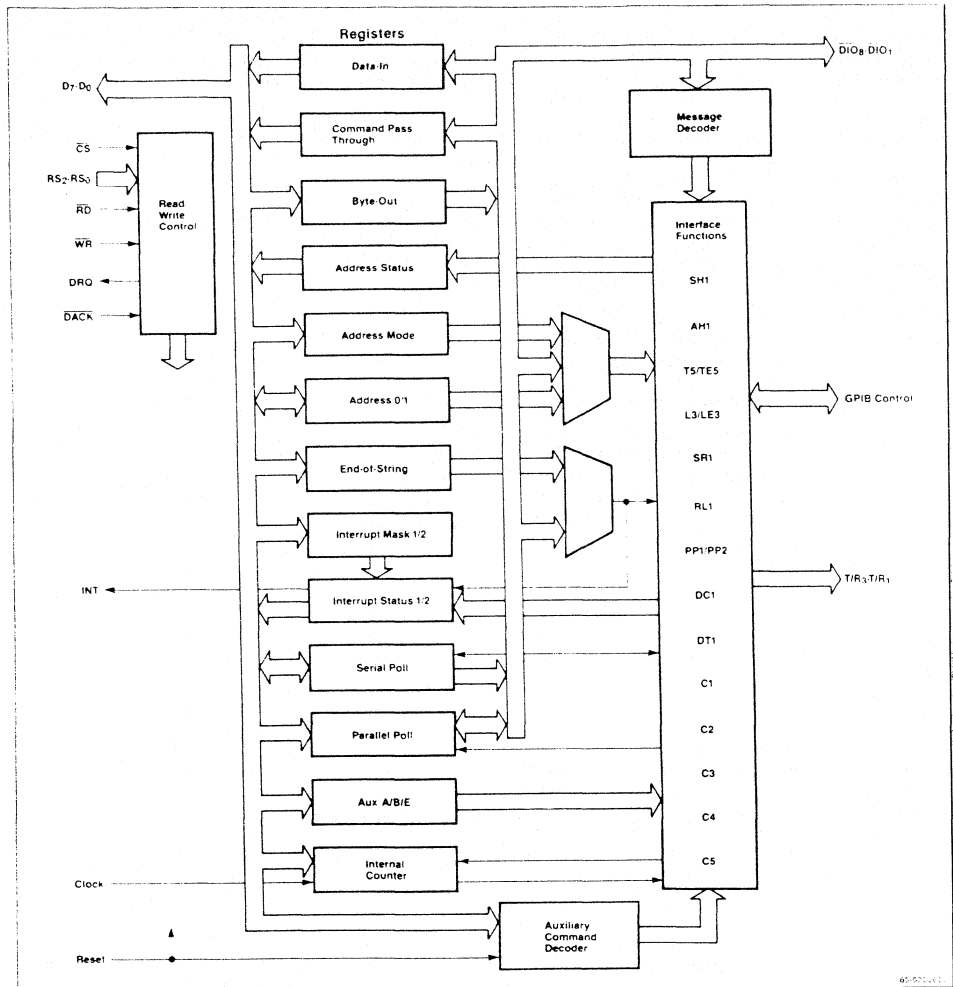 Registers
Data-In
DIO8-DIO1
D7-D0
Message
Decoder
Command Pass
Through
CS
RS2-RS0
Read
Write
Control
RD
WR
DRQ
DACK
Byte-Out
Interface
Functions
Address Status
SH1
Address Mode
AH1
T5/TE5
Address 0/1
L3/LE3
GPIB Control
End-of-String
SR1
RL1
Interrupt Mask 1/2
PP1/PP2
INT
Interrupt Status 1/2
T/R3-T/R1
DC1
DT1
Serial Poll
C1
Parallel Poll
C2
C3
Aux A/B/E
C4
Internal
Counter
C5
Clock
Auxiliary
Command
Decoder
Reset